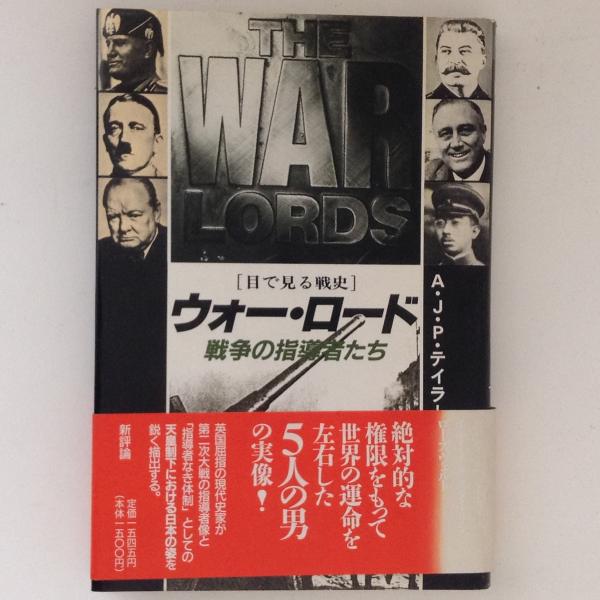 THE
WAR
LORDS
[目で見る戦史]
ウォー・ロード
戦争の指導者たち
A・J・P・テイラー
絶対的な
権限をもって
世界の運命を
左右した
5人の男
の実像!
英国屈指の現代史家が
第二次大戦の指導者像と
「指導者なき体制」としての
天皇制下における日本の姿を
鋭く描出する。
定価一五四五円
(本体一五〇〇円)
新評論